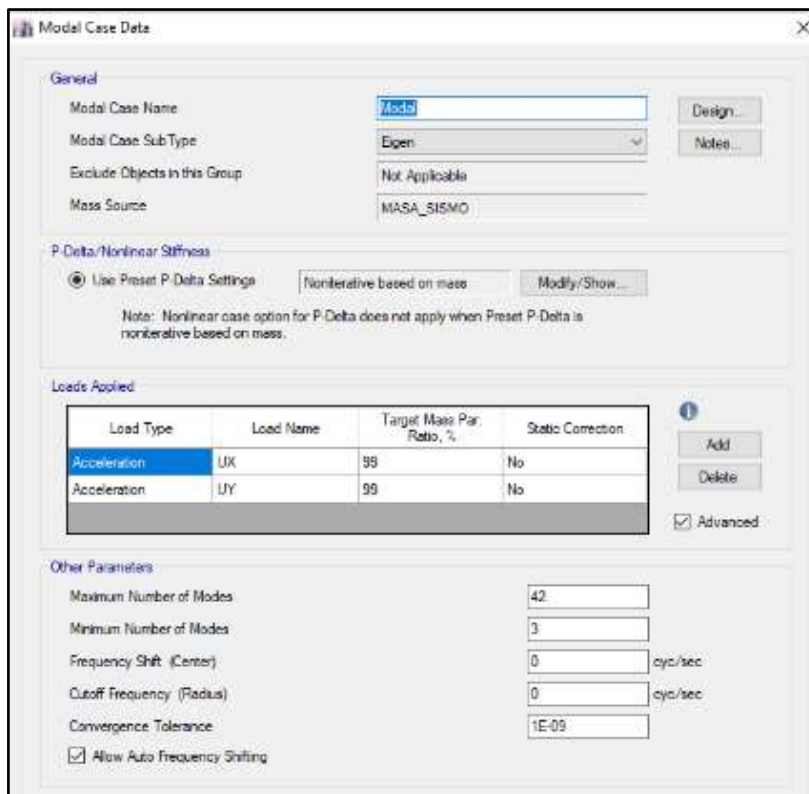 Modal Case Data
General
Modal Case Name Modal Design...
Modal Case SubType Eigen Notes...
Exclude Objects in this Group Not Applicable
Mass Source MASA_SISMO
P-Delta/Nonlinear Stiffness
Use Preset P-Delta Settings Noniterative based on mass Modify/Show...
Note: Nonlinear case option for P-Delta does not apply when Preset P-Delta is
noniterative based on mass.
Loads Applied
Load Type Load Name Target Mass Par. Ratio, % Static Correction
Acceleration UX 99 No
Acceleration UY 99 No
Add
Delete
Advanced
Other Parameters
Maximum Number of Modes 42
Minimum Number of Modes 3
Frequency Shift (Center) 0 cyc/sec
Cutoff Frequency (Radius) 0 cyc/sec
Convergence Tolerance 1E-09
Allow Auto Frequency Shifting